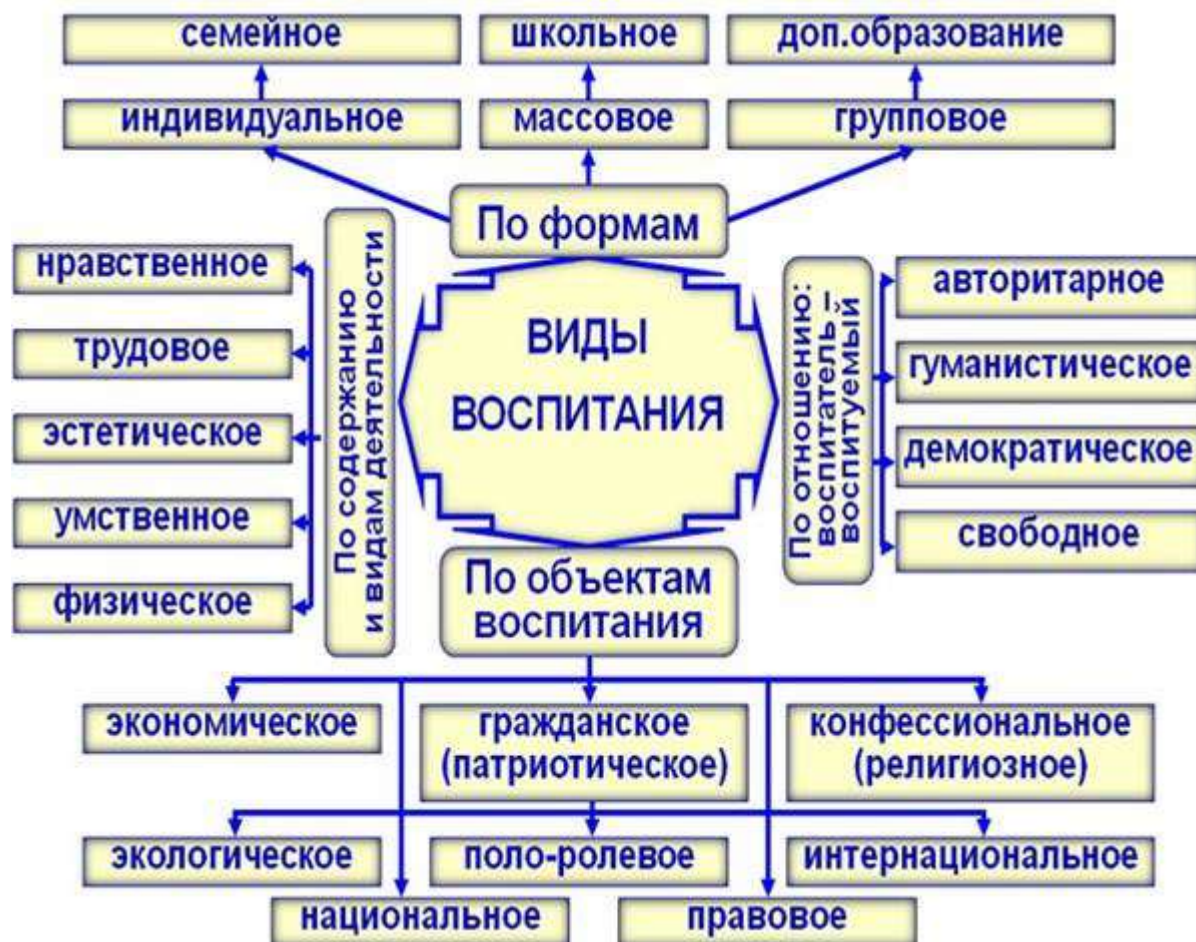 семейное
школьное
доп.образование
индивидуальное
массовое
групповое
По формам
По содержанию
и видам деятельности
нравственное
трудовое
эстетическое
умственное
физическое
ВИДЫ
ВОСПИТАНИЯ
По отношению:
воспитатель –
воспитуемый
авторитарное
гуманистическое
демократическое
свободное
По объектам
воспитания
экономическое
гражданское
(патриотическое)
конфессиональное
(религиозное)
экологическое
поло-ролевое
интернациональное
национальное
правовое